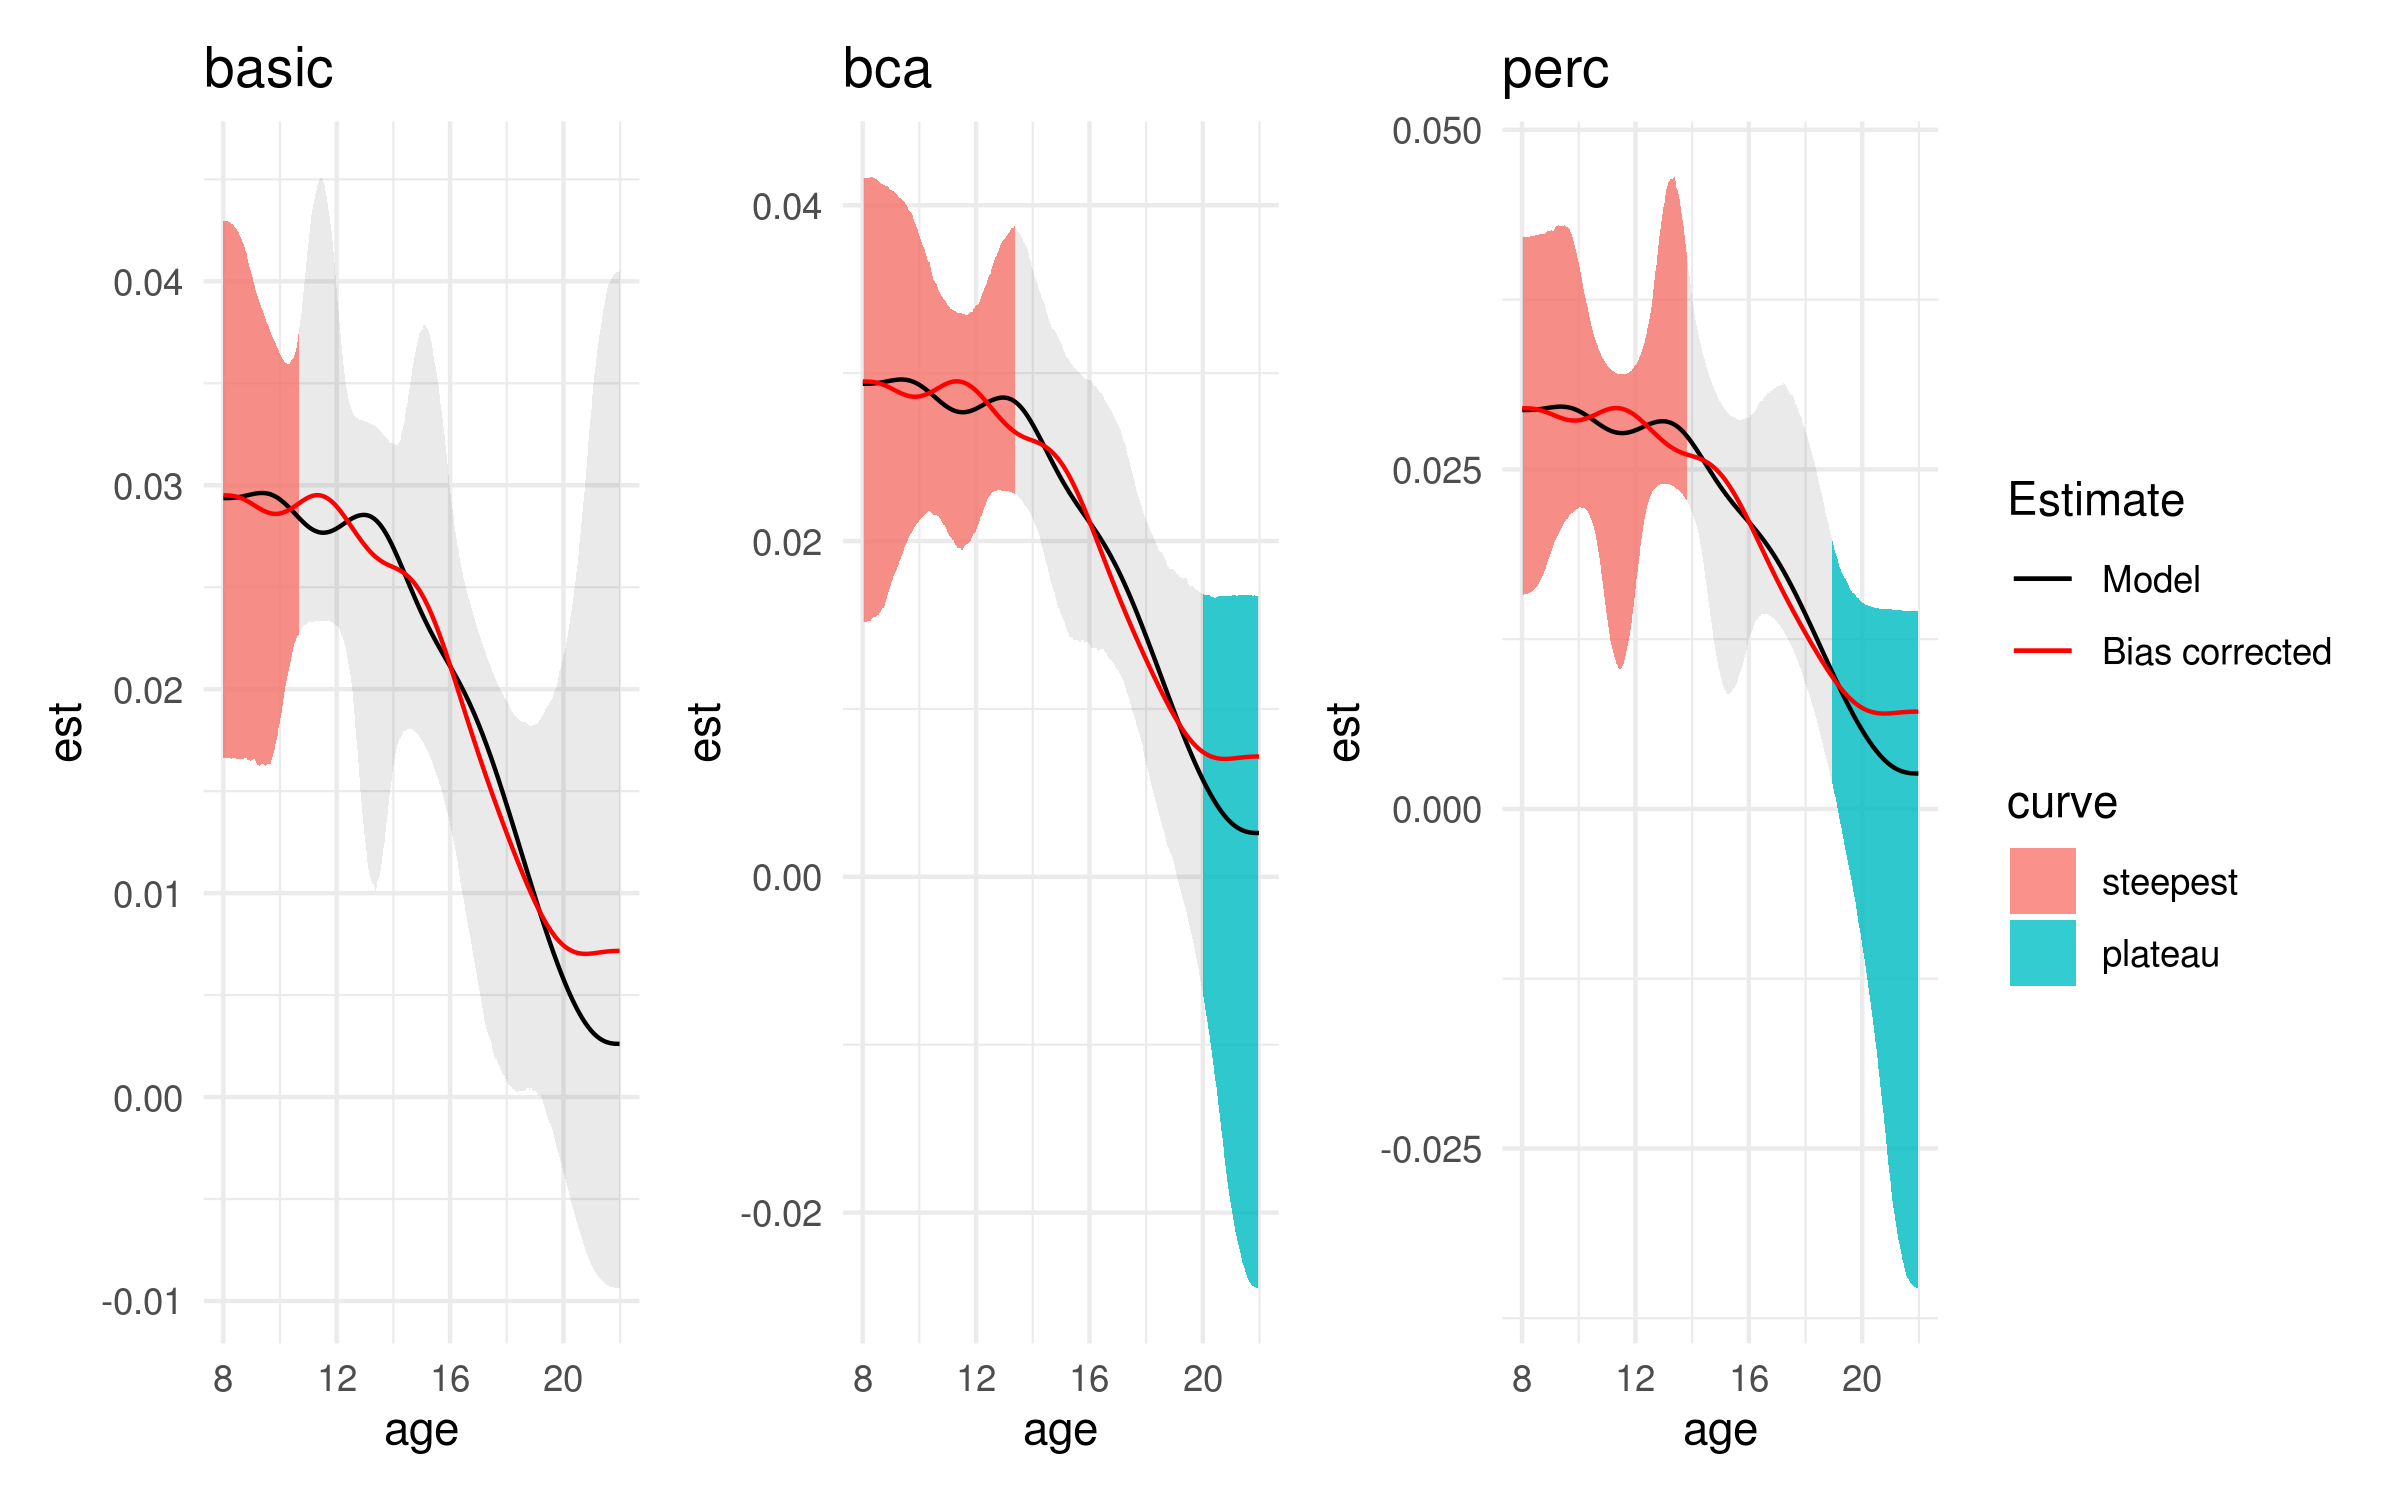 basic
0.04
0.03
0.02
0.01
0.00
-0.01
est
8 12 16 20
age
bca
0.04
0.02
0.00
-0.02
est
8 12 16 20
age
perc
0.050
0.025
0.000
-0.025
est
8 12 16 20
age
Estimate
Model
Bias corrected
curve
steepest
plateau